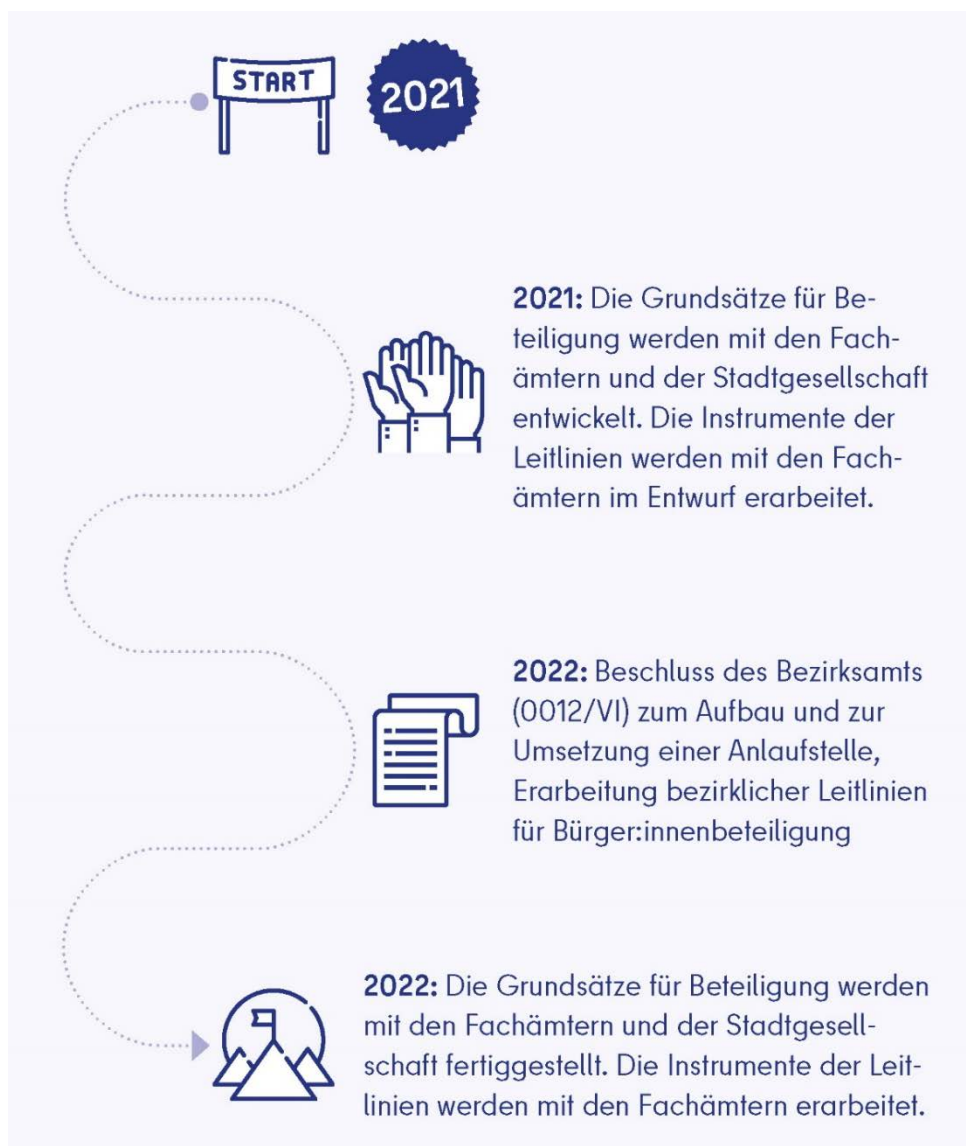 START
2021
2021: Die Grundsätze für Be-
teiligung werden mit den Fach-
ämtern und der Stadtgesellschaft
entwickelt. Die Instrumente der
Leitlinien werden mit den Fach-
ämtern im Entwurf erarbeitet.
2022: Beschluss des Bezirksamts
(0012/VI) zum Aufbau und zur
Umsetzung einer Anlaufstelle,
Erarbeitung bezirklicher Leitlinien
für Bürger:innenbeteiligung
2022: Die Grundsätze für Beteiligung werden
mit den Fachämtern und der Stadtgesell-
schaft fertiggestellt. Die Instrumente der Leit-
linien werden mit den Fachämtern erarbeitet.